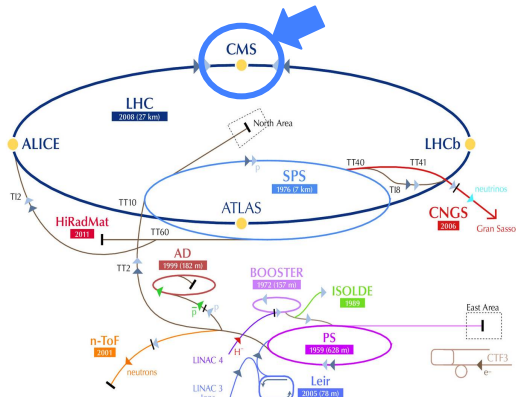 CMS
LHC
2008 (27 km)
North Area
ALICE
LHCb
SPS
1976 (7 km)
TT40
TT41
TI8
TI2
TT10
ATLAS
HiRadMat
2011
TT60
CNGS
2006
neutrinos
Gran Sasso
p
AD
1999 (182 m)
TT2
BOOSTER
1972 (157 m)
ISOLDE
1989
East Area
p
p
n-ToF
2001
neutrons
LINAC 4
H-
PS
1959 (628 m)
CTF3
e-
LINAC 3
Leir
2005 (78 m)